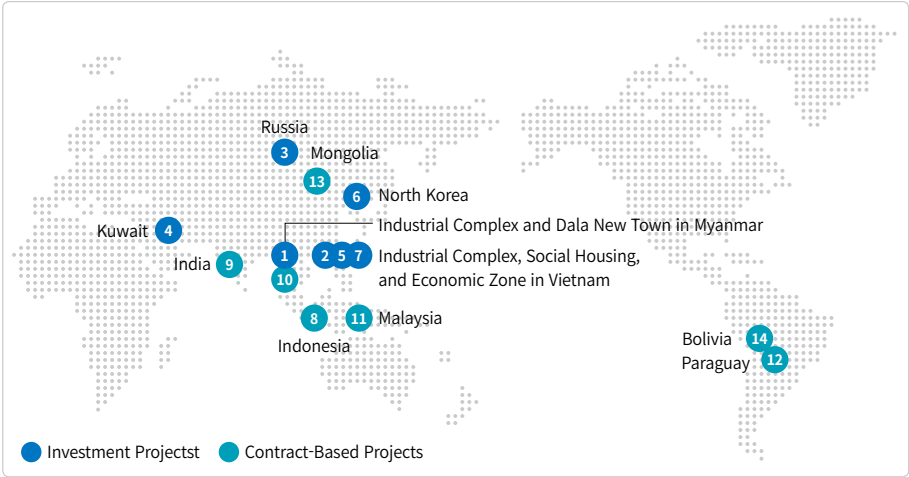 Russia
3
Mongolia
13
6
North Korea
Industrial Complex and Dala New Town in Myanmar
Kuwait
4
1
2
5
7
Industrial Complex, Social Housing,
and Economic Zone in Vietnam
India
9
10
8
11
Malaysia
Indonesia
Bolivia
14
Paraguay
12
Investment Projectst
Contract-Based Projects